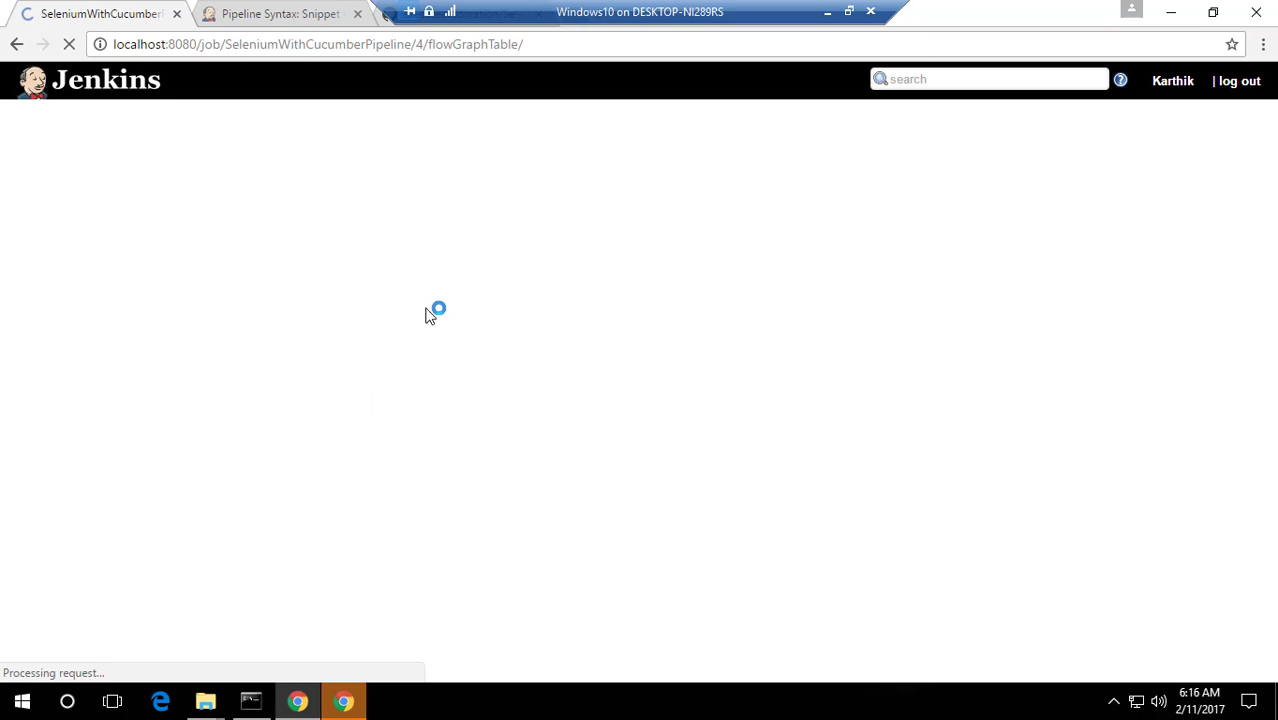 SeleniumWithCucumberP
Pipeline Syntax: Snippet
Windows10 on DESKTOP-NI289RS
localhost:8080/job/SeleniumWithCucumberPipeline/4/flowGraphTable/
Jenkins
search
Karthik
| log out
Processing request...
6:16 AM
2/11/2017